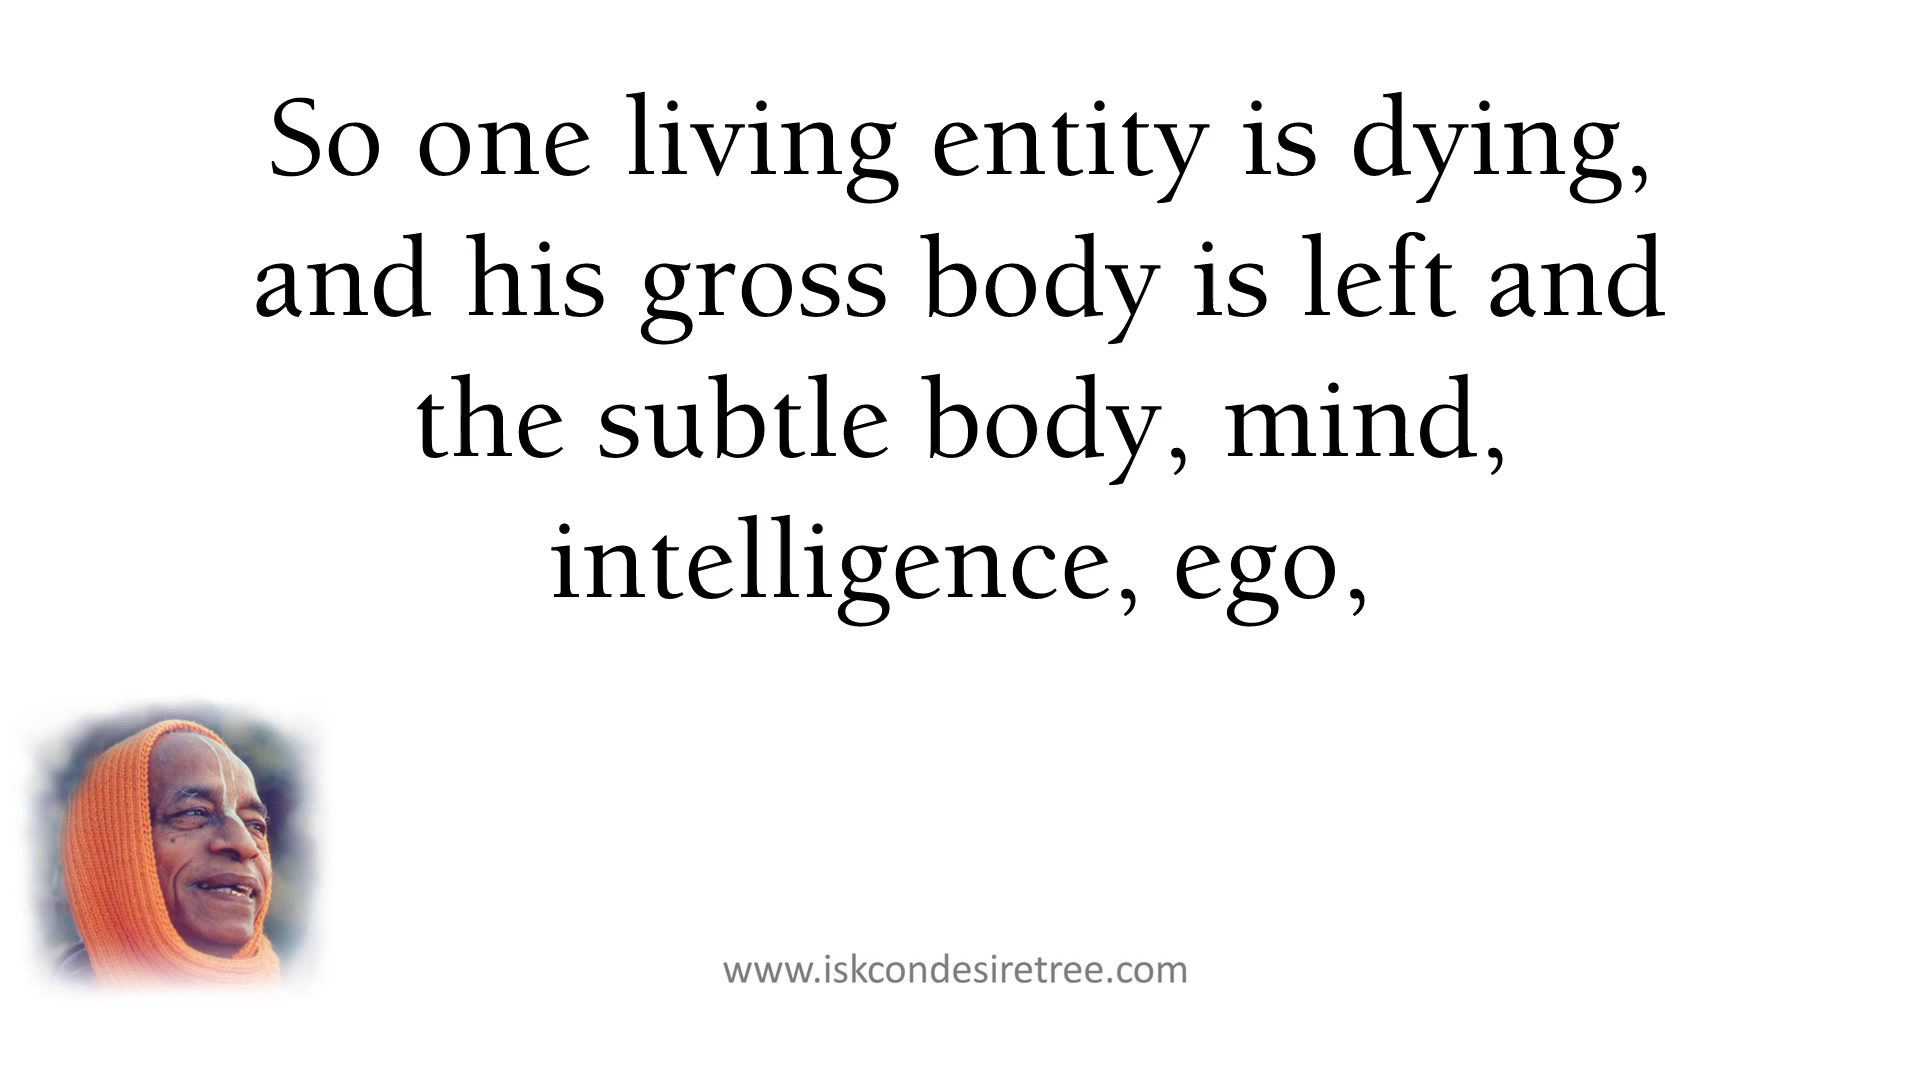 So one living entity is dying,
and his gross body is left and
the subtle body, mind,
intelligence, ego,
www.iskcondesiretree.com